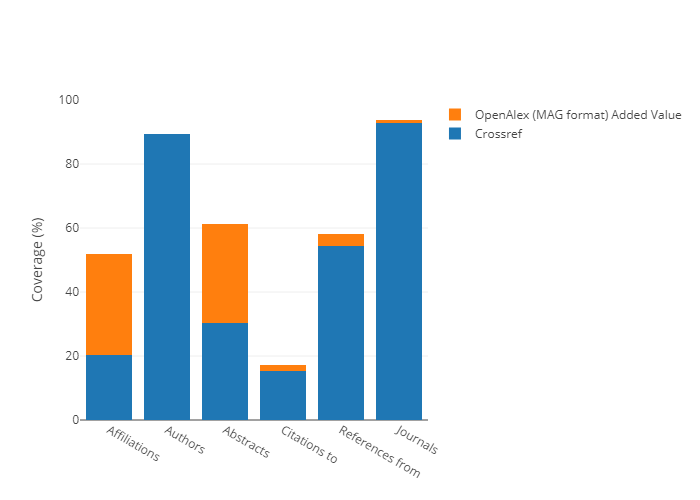 100
80
60
40
20
0
Coverage (%)
Affiliations
Authors
Abstracts
Citations to
References from
Journals
OpenAlex (MAG format) Added Value
Crossref